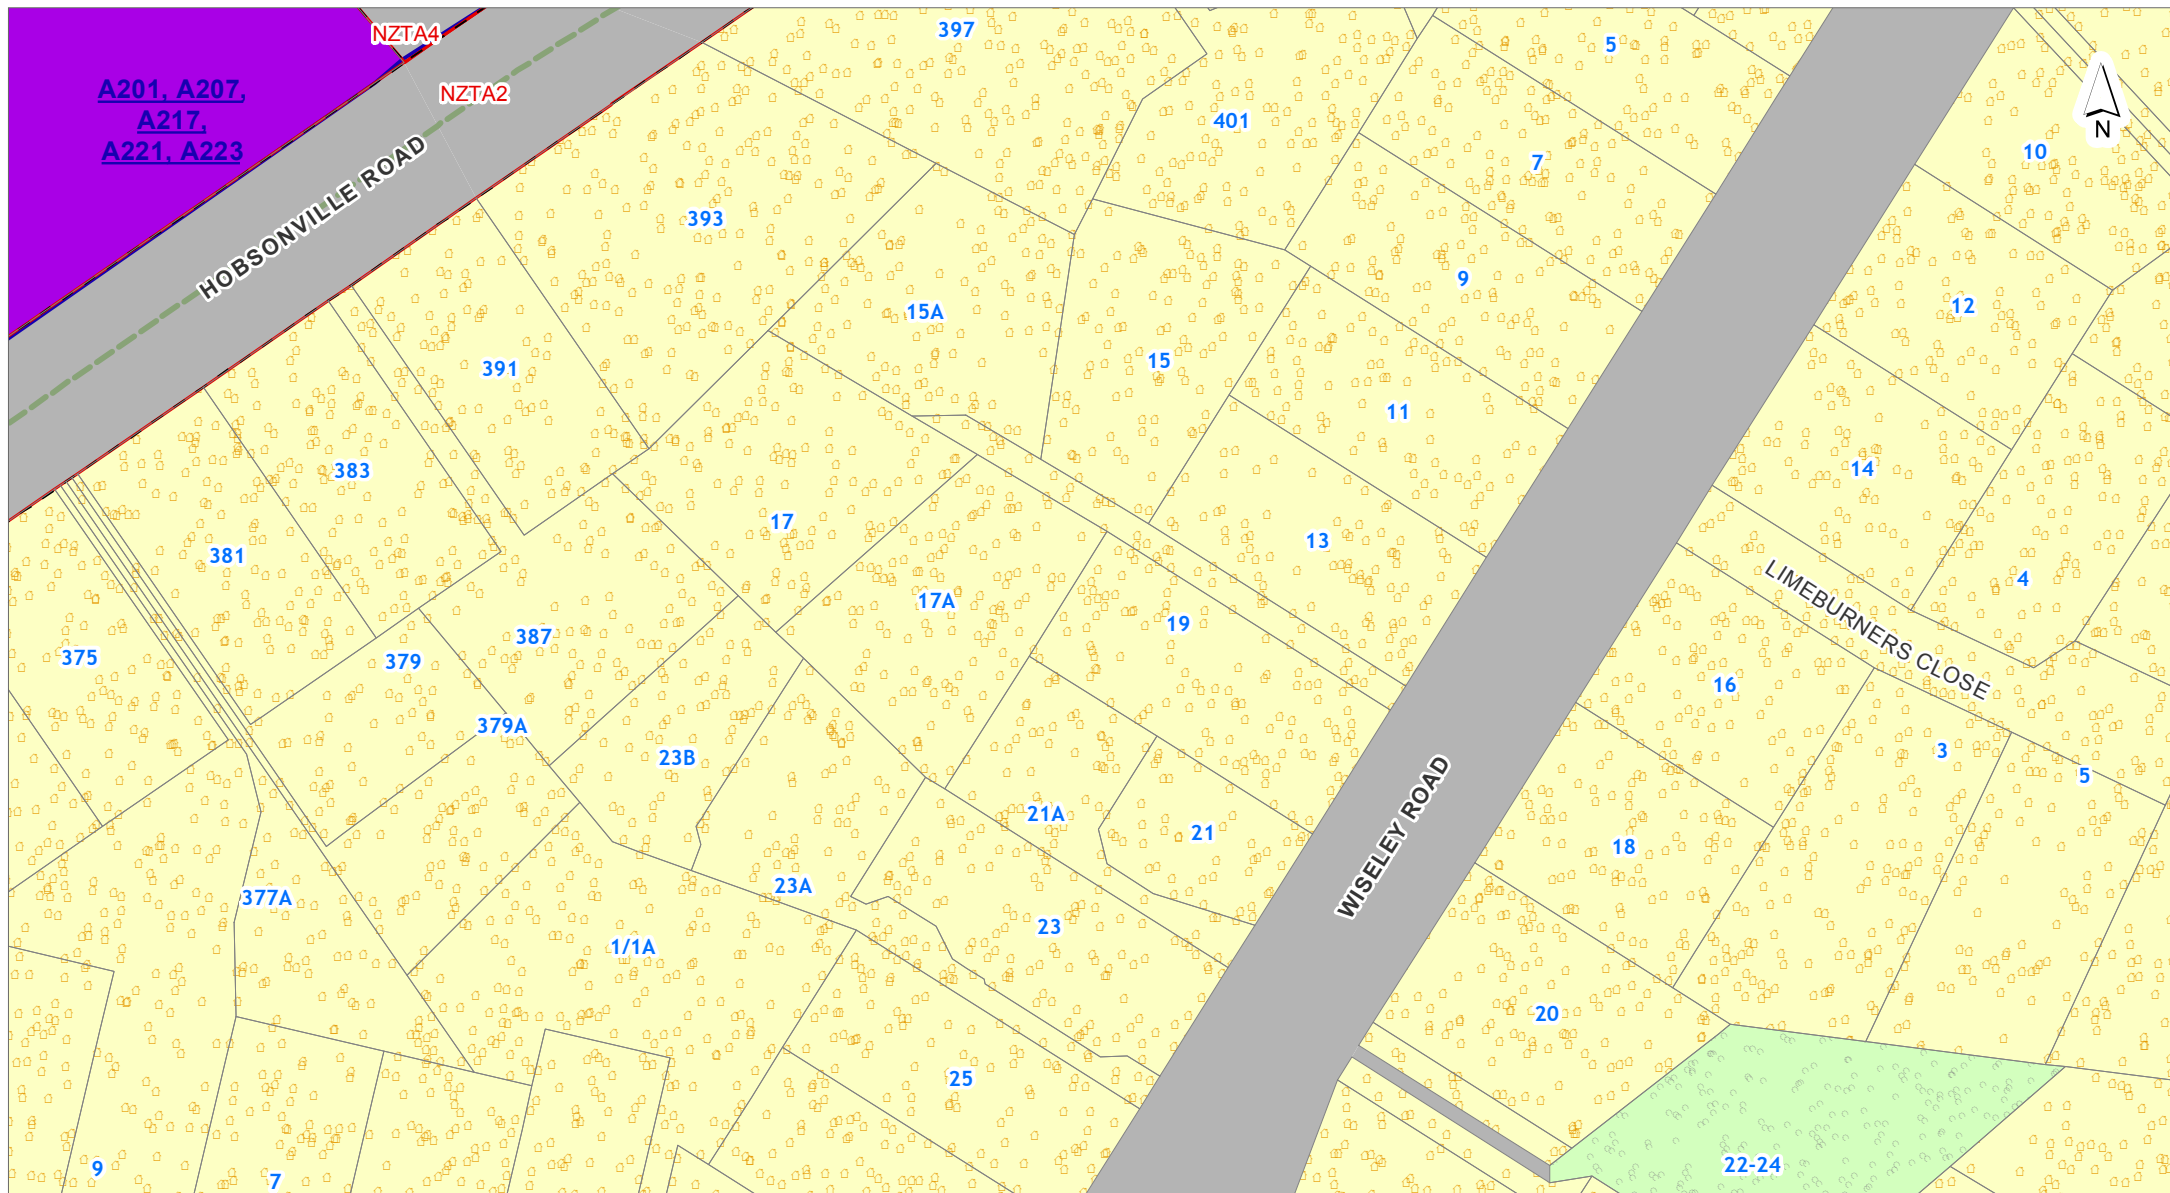 397
NZTA4
5
A201, A207,
A217,
A221, A223
NZTA2
401
10
N
7
HOBSONVILLE ROAD
393
9
15A
12
15
391
11
383
14
17
13
381
4
LIMEBURNERS CLOSE
17A
19
387
375
379
16
379A
3
23B
5
21A
21
WISELEY ROAD
18
23A
377A
23
1/1A
20
25
22-24
9
7